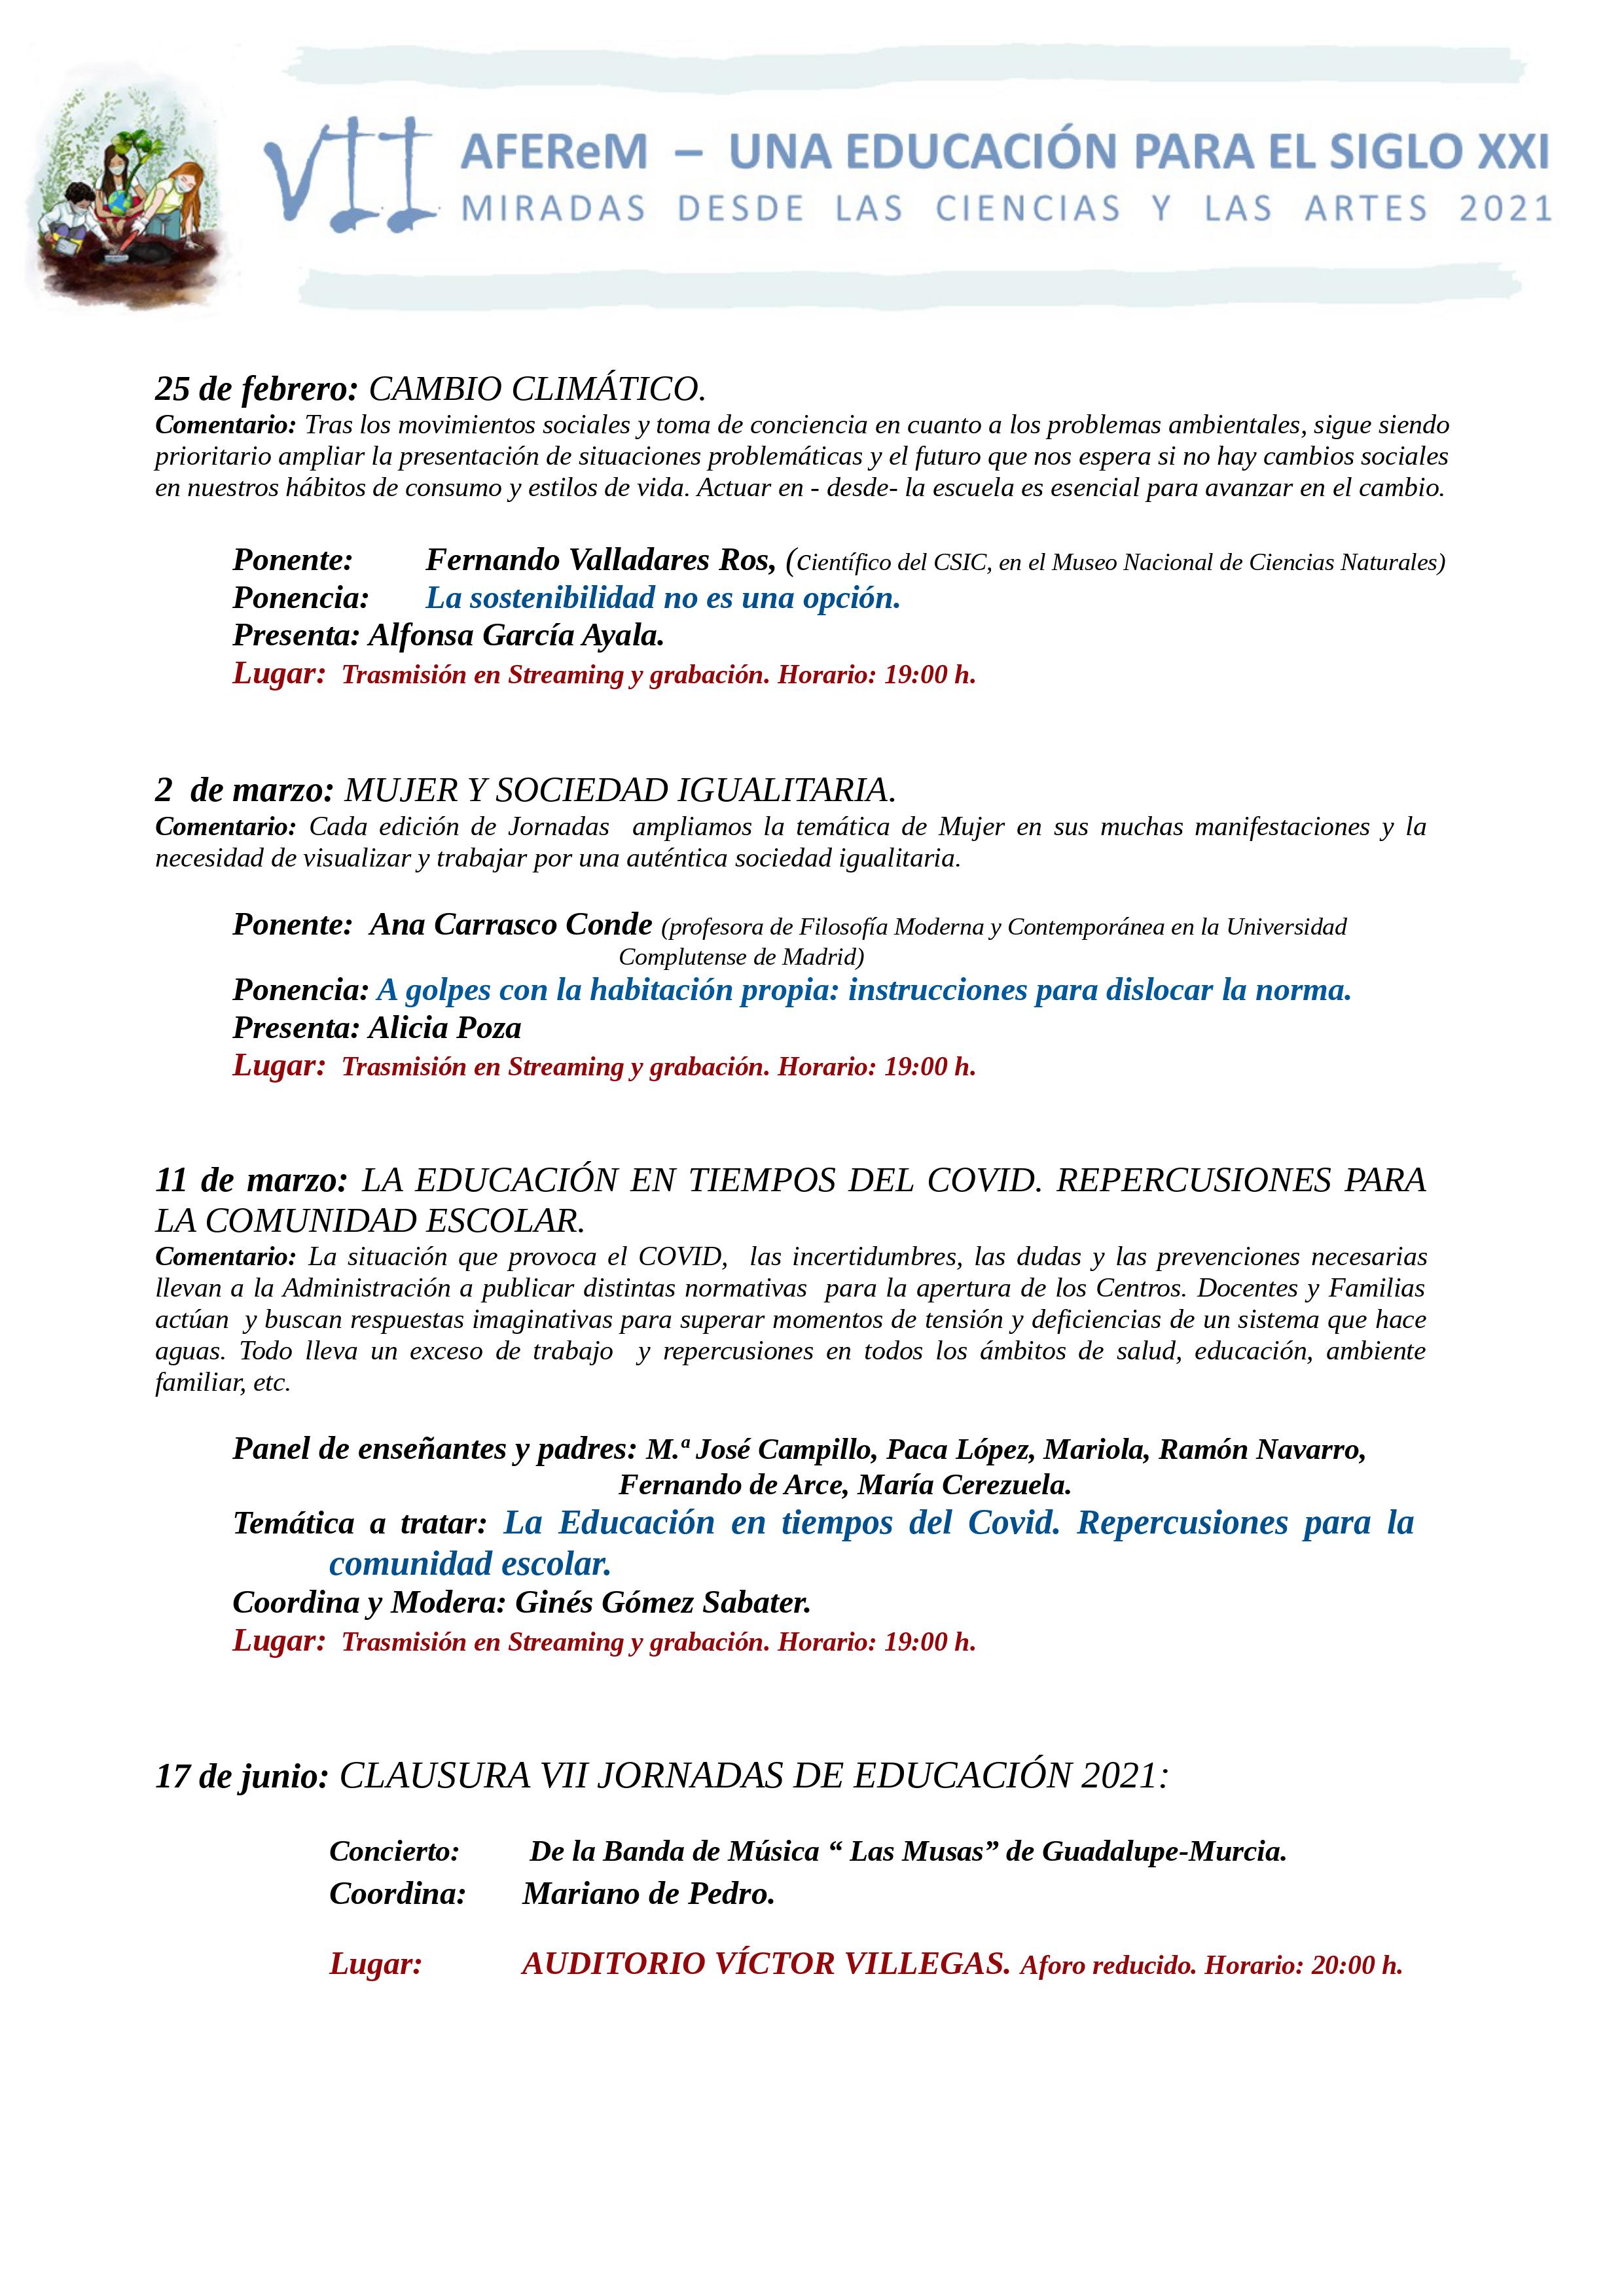 VII AFEReM – UNA EDUCACIÓN PARA EL SIGLO XXI
MIRADAS DESDE LAS CIENCIAS Y LAS ARTES 2021
25 de febrero: CAMBIO CLIMÁTICO.
Comentario: Tras los movimientos sociales y toma de conciencia en cuanto a los problemas ambientales, sigue siendo
prioritario ampliar la presentación de situaciones problemáticas y el futuro que nos espera si no hay cambios sociales
en nuestros hábitos de consumo y estilos de vida. Actuar en - desde- la escuela es esencial para avanzar en el cambio.
Ponente: Fernando Valladares Ros, (científico del CSIC, en el Museo Nacional de Ciencias Naturales)
Ponencia: La sostenibilidad no es una opción.
Presenta: Alfonsa García Ayala.
Lugar: Trasmisión en Streaming y grabación. Horario: 19:00 h.
2 de marzo: MUJER Y SOCIEDAD IGUALITARIA.
Comentario: Cada edición de Jornadas ampliamos la temática de Mujer en sus muchas manifestaciones y la
necesidad de visualizar y trabajar por una auténtica sociedad igualitaria.
Ponente: Ana Carrasco Conde (profesora de Filosofía Moderna y Contemporánea en la Universidad
Complutense de Madrid)
Ponencia: A golpes con la habitación propia: instrucciones para dislocar la norma.
Presenta: Alicia Poza
Lugar: Trasmisión en Streaming y grabación. Horario: 19:00 h.
11 de marzo: LA EDUCACIÓN EN TIEMPOS DEL COVID. REPERCUSIONES PARA
LA COMUNIDAD ESCOLAR.
Comentario: La situación que provoca el COVID, las incertidumbres, las dudas y las prevenciones necesarias
llevan a la Administración a publicar distintas normativas para la apertura de los Centros. Docentes y Familias
actúan y buscan respuestas imaginativas para superar momentos de tensión y deficiencias de un sistema que hace
aguas. Todo lleva un exceso de trabajo y repercusiones en todos los ámbitos de salud, educación, ambiente
familiar, etc.
Panel de enseñantes y padres: M.ª José Campillo, Paca López, Mariola, Ramón Navarro,
Fernando de Arce, María Cerezuela.
Temática a tratar: La Educación en tiempos del Covid. Repercusiones para la
comunidad escolar.
Coordina y Modera: Ginés Gómez Sabater.
Lugar: Trasmisión en Streaming y grabación. Horario: 19:00 h.
17 de junio: CLAUSURA VII JORNADAS DE EDUCACIÓN 2021:
Concierto: De la Banda de Música “ Las Musas” de Guadalupe-Murcia.
Coordina: Mariano de Pedro.
Lugar: AUDITORIO VÍCTOR VILLEGAS. Aforo reducido. Horario: 20:00 h.